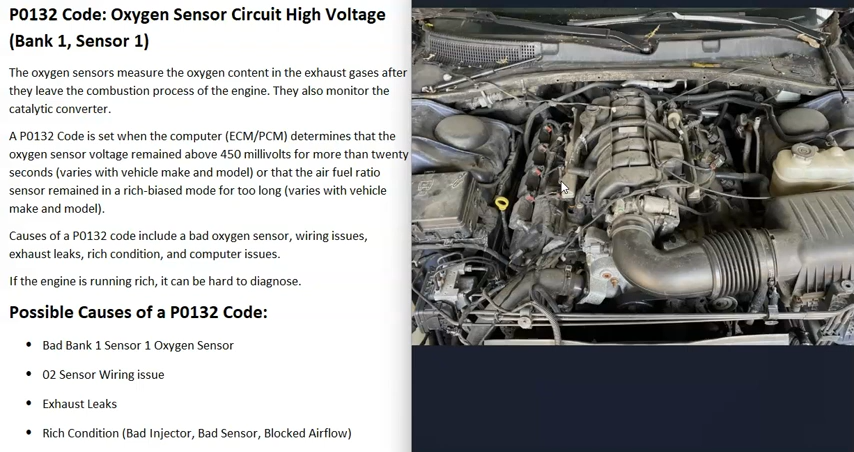 P0132 Code: Oxygen Sensor Circuit High Voltage
(Bank 1, Sensor 1)
The oxygen sensors measure the oxygen content in the exhaust gases after
they leave the combustion process of the engine. They also monitor the
catalytic converter.
A P0132 Code is set when the computer (ECM/PCM) determines that the
oxygen sensor voltage remained above 450 millivolts for more than twenty
seconds (varies with vehicle make and model) or that the air fuel ratio
sensor remained in a rich-biased mode for too long (varies with vehicle
make and model).
Causes of a P0132 code include a bad oxygen sensor, wiring issues,
exhaust leaks, rich condition, and computer issues.
If the engine is running rich, it can be hard to diagnose.
Possible Causes of a P0132 Code:
• Bad Bank 1 Sensor 1 Oxygen Sensor
• 02 Sensor Wiring issue
• Exhaust Leaks
• Rich Condition (Bad Injector, Bad Sensor, Blocked Airflow)